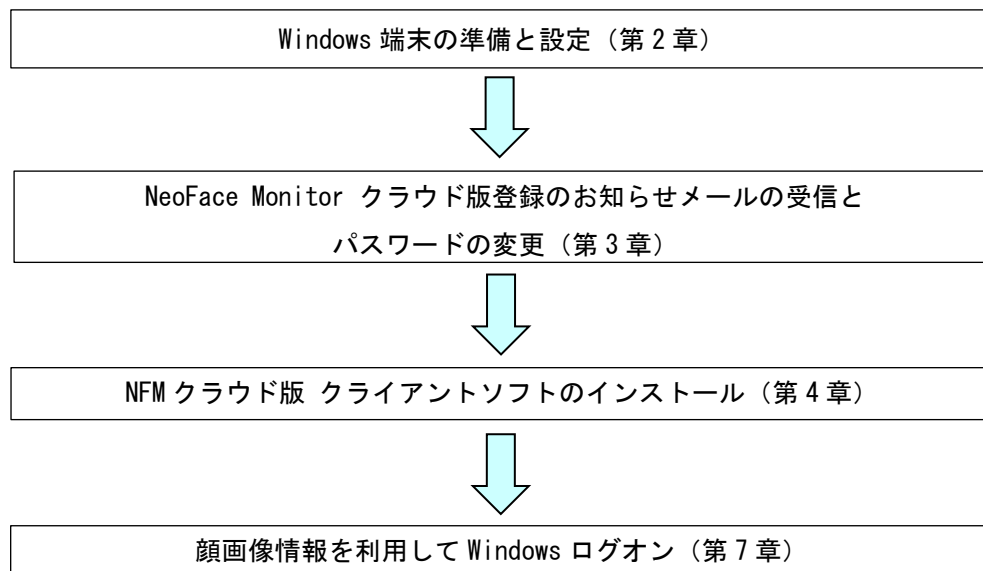 Windows 端末の準備と設定（第 2 章）
NeoFace Monitor クラウド版登録のお知らせメールの受信と
パスワードの変更（第 3 章）
NFM クラウド版 クライアントソフトのインストール（第 4 章）
顔画像情報を利用して Windows ログオン（第 7 章）